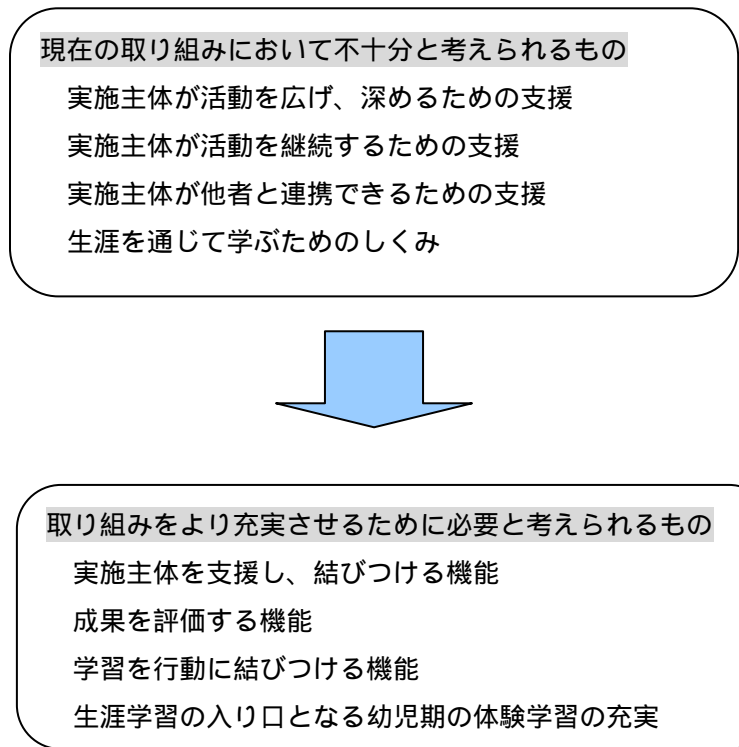 現在の取り組みにおいて不十分と考えられるもの
実施主体が活動を広げ、深めるための支援
実施主体が活動を継続するための支援
実施主体が他者と連携できるための支援
生涯を通じて学ぶためのしくみ
取り組みをより充実させるために必要と考えられるもの
実施主体を支援し、結びつける機能
成果を評価する機能
学習を行動に結びつける機能
生涯学習の入り口となる幼児期の体験学習の充実